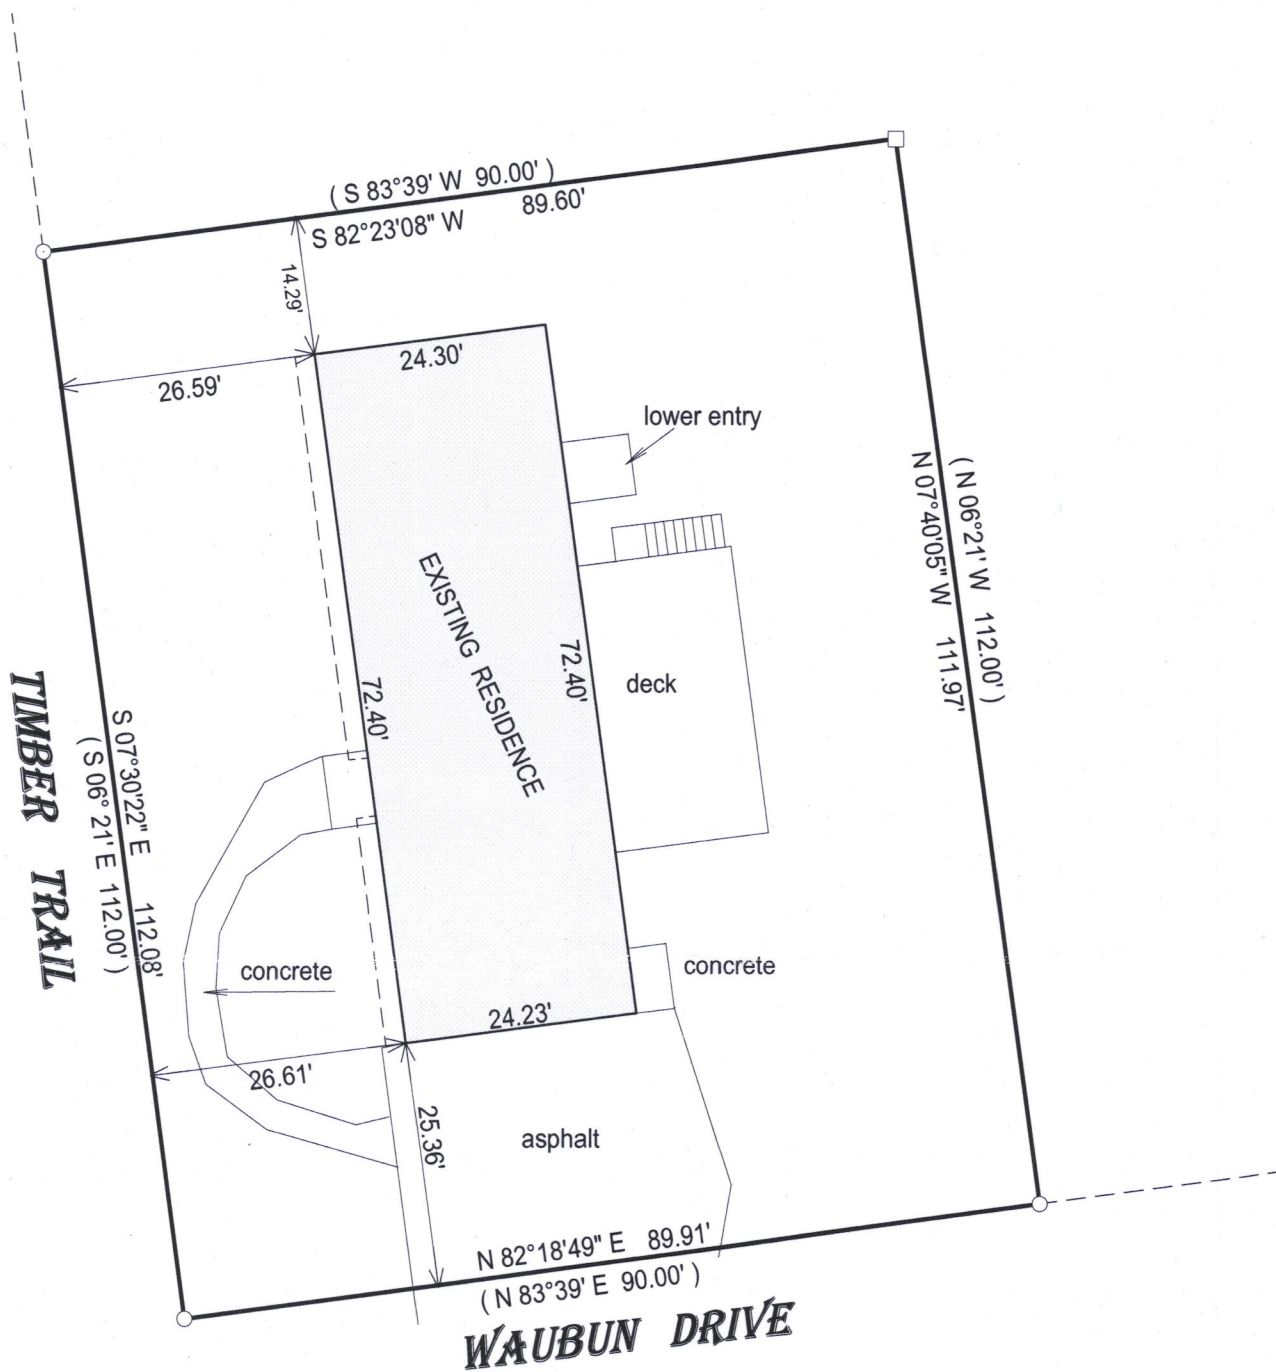 ( S 83°39' W 90.00' )
S 82°23'08" W 89.60'
14.29'
24.30'
26.59'
lower entry
( N 06°21' W 112.00' )
N 07°40'05" W 111.97'
EXISTING RESIDENCE
72.40'
72.40'
deck
TIMBER TRAIL
S 07°30'22" E 112.08'
( S 06° 21' E 112.00' )
concrete
concrete
24.23'
26.61'
25.36'
asphalt
N 82°18'49" E 89.91'
( N 83°39' E 90.00' )
WAUBUN DRIVE